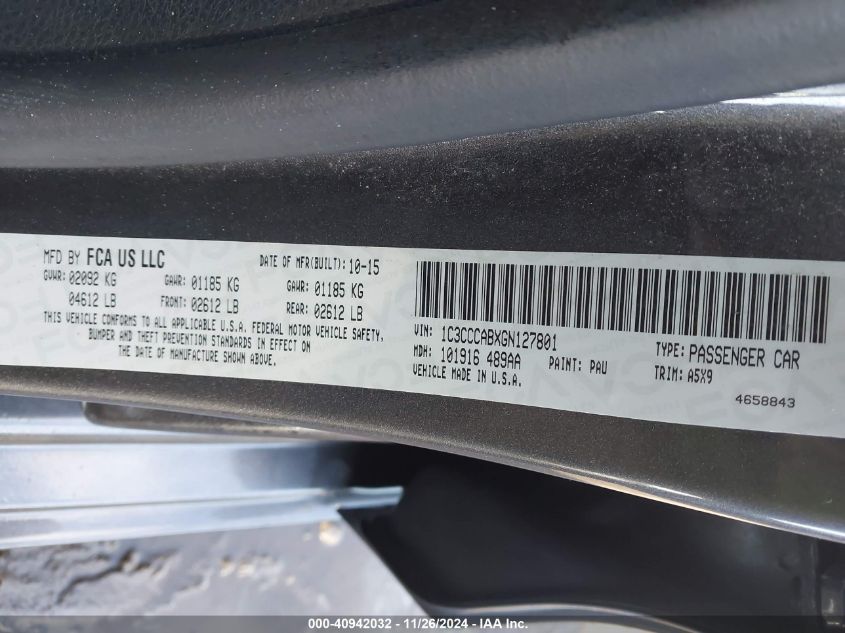 MFD BY FCA US LLC DATE OF MFR(BUILT): 10-15
GVWR: 02092 KG GAWR: 01185 KG GAWR: 01185 KG
04612 LB FRONT: 02612 LB REAR: 02612 LB
THIS VEHICLE CONFORMS TO ALL APPLICABLE U.S.A. FEDERAL MOTOR VEHICLE SAFETY,
BUMPER AND THEFT PREVENTION STANDARDS IN EFFECT ON
THE DATE OF MANUFACTURE SHOWN ABOVE.
VIN: 1C3CCCABXGN127801 TYPE: PASSENGER CAR
MDH: 101916 489AA PAINT: PAU TRIM: A5X9
VEHICLE MADE IN U.S.A. 4658843
000-40942032 - 11/26/2024 - IAA Inc.